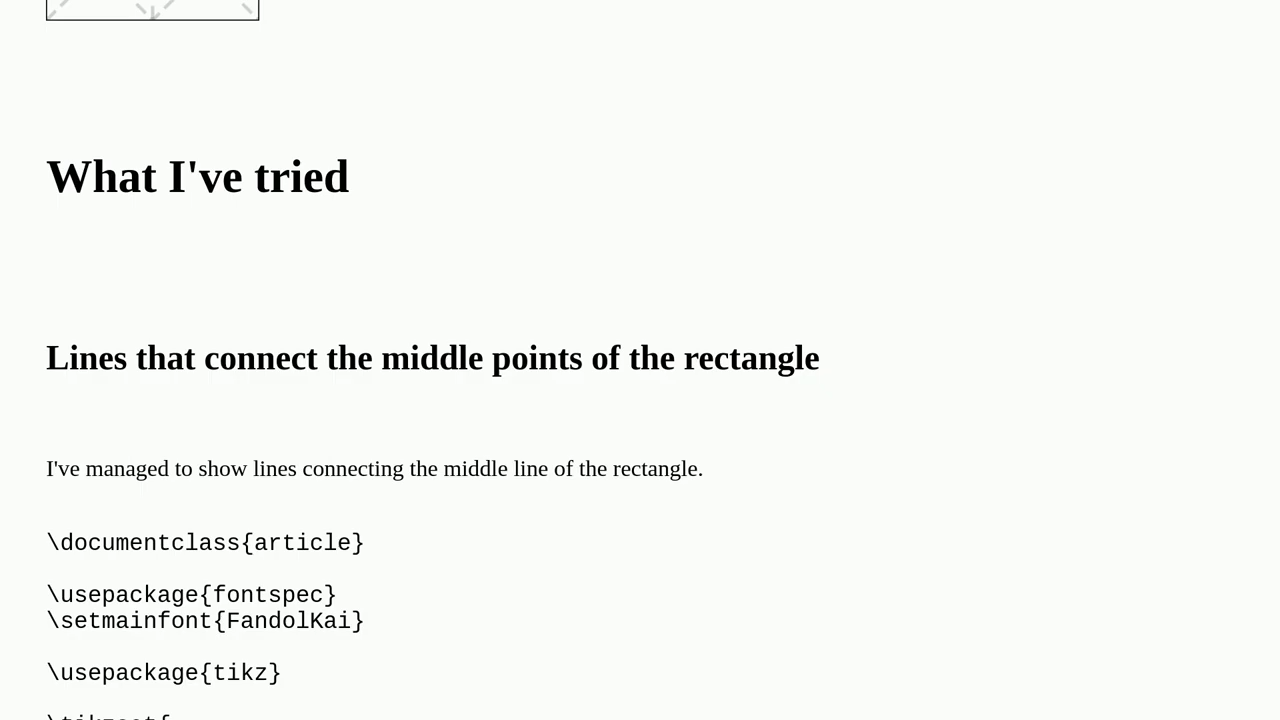 What I've tried
Lines that connect the middle points of the rectangle
I've managed to show lines connecting the middle line of the rectangle.
\documentclass{article}
\usepackage{fontspec}
\setmainfont{FandolKai}
\usepackage{tikz}